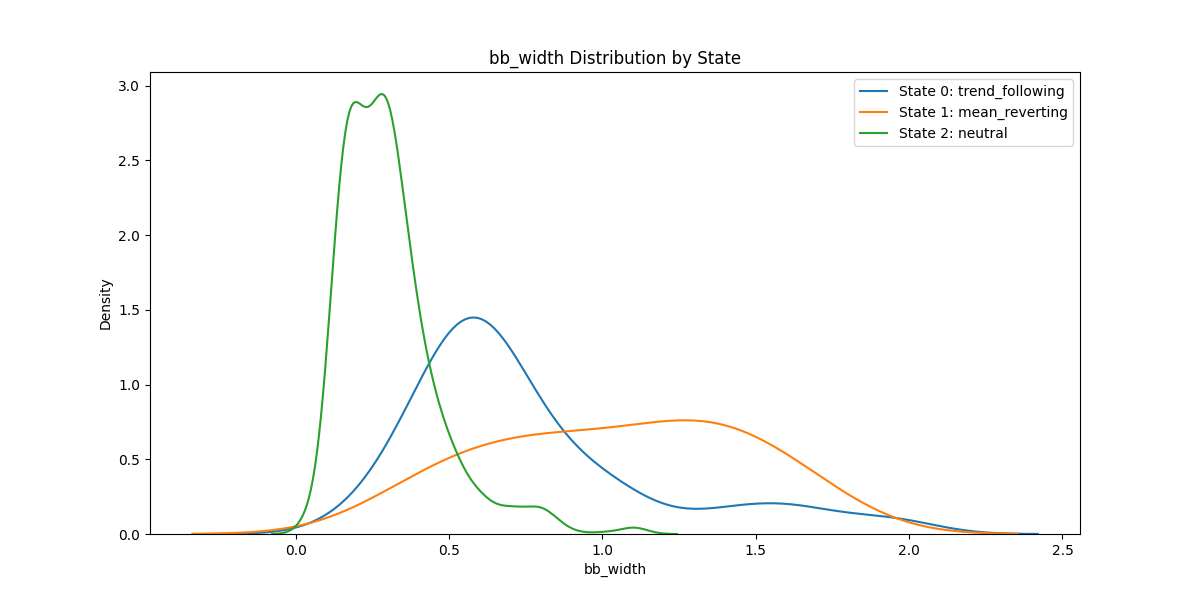 bb_width Distribution by State
State 0: trend_following
State 1: mean_reverting
State 2: neutral
Density
3.0
2.5
2.0
1.5
1.0
0.5
0.0
0.0
0.5
1.0
1.5
2.0
2.5
bb_width